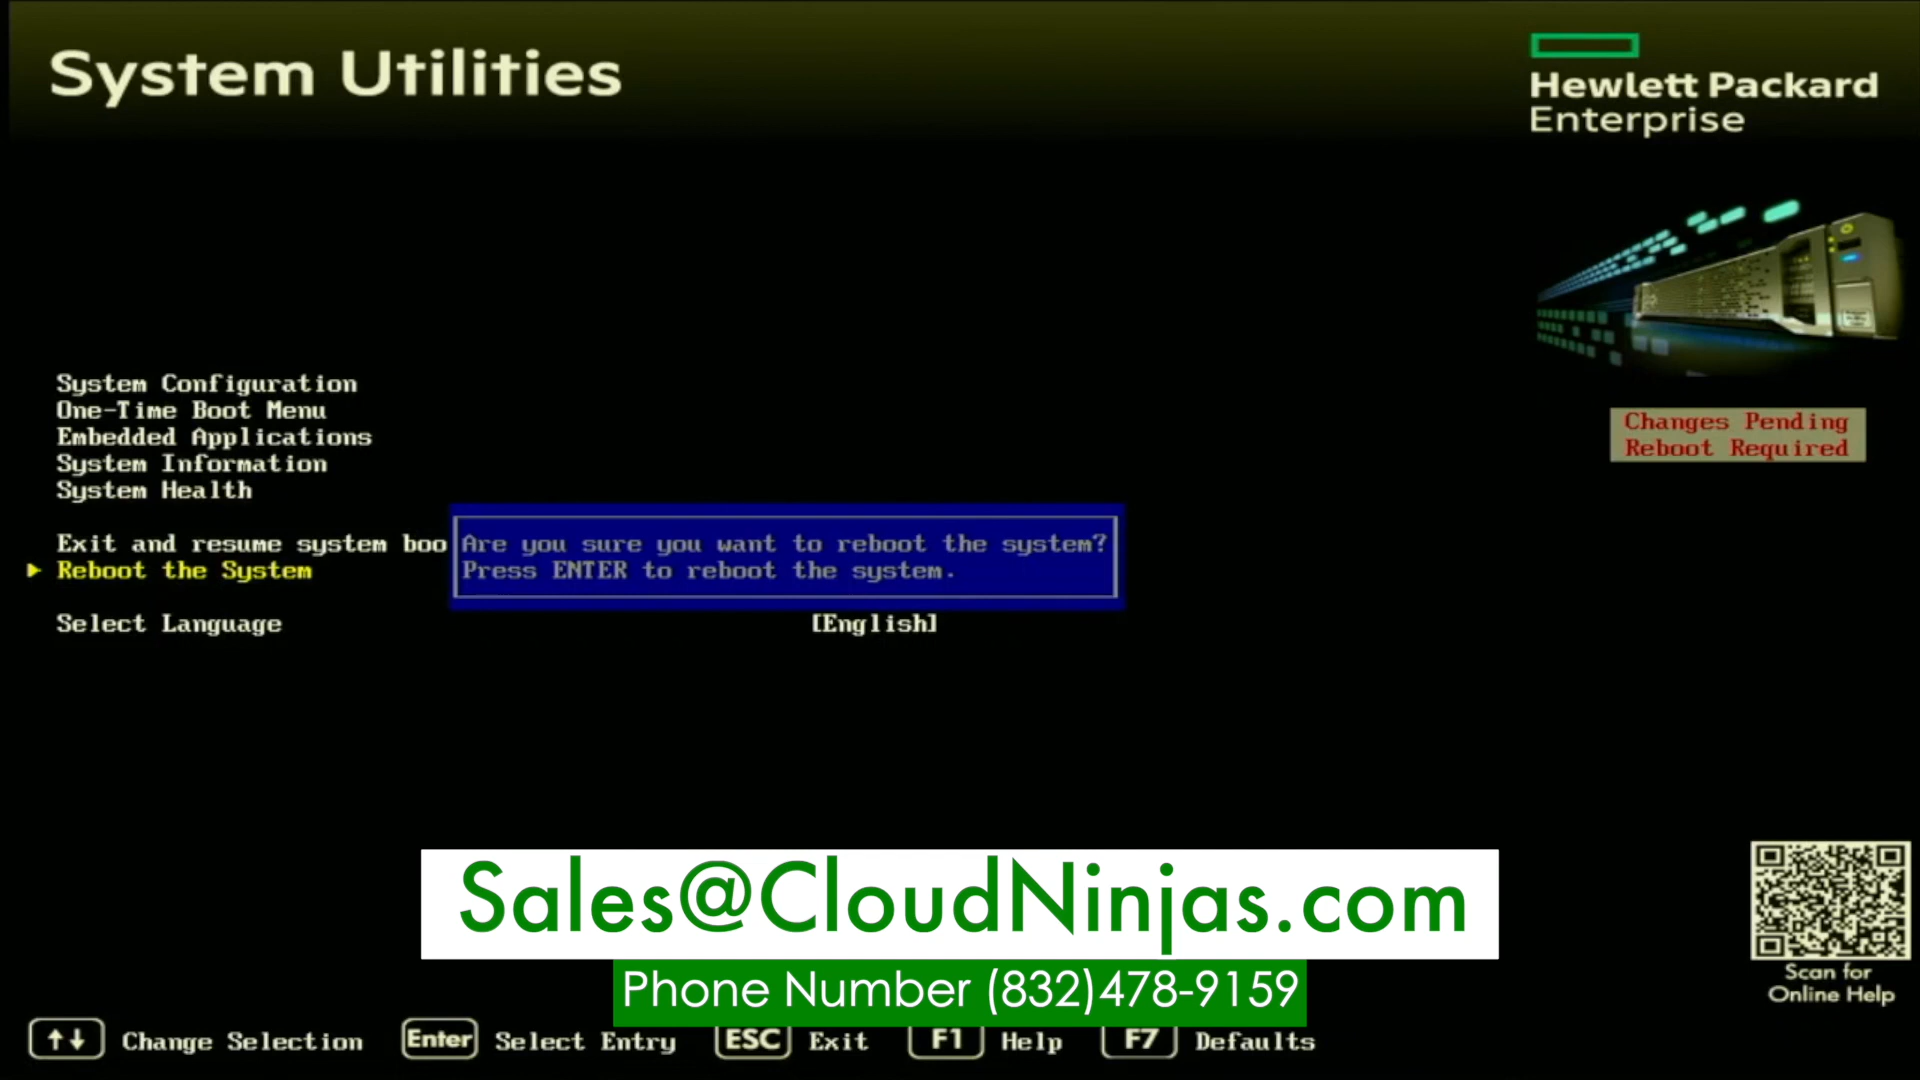 System Utilities
Hewlett Packard
Enterprise
System Configuration
One-Time Boot Menu
Embedded Applications
System Information
System Health
Changes Pending
Reboot Required
Exit and resume system boo
Are you sure you want to reboot the system?
Reboot the System
Press ENTER to reboot the system.
Select Language
[English]
Sales@CloudNinjas.com
Phone Number (832)478-9159
Scan for
Online Help
Change Selection
Enter Select Entry
ESC Exit
F1 Help
F7 Defaults